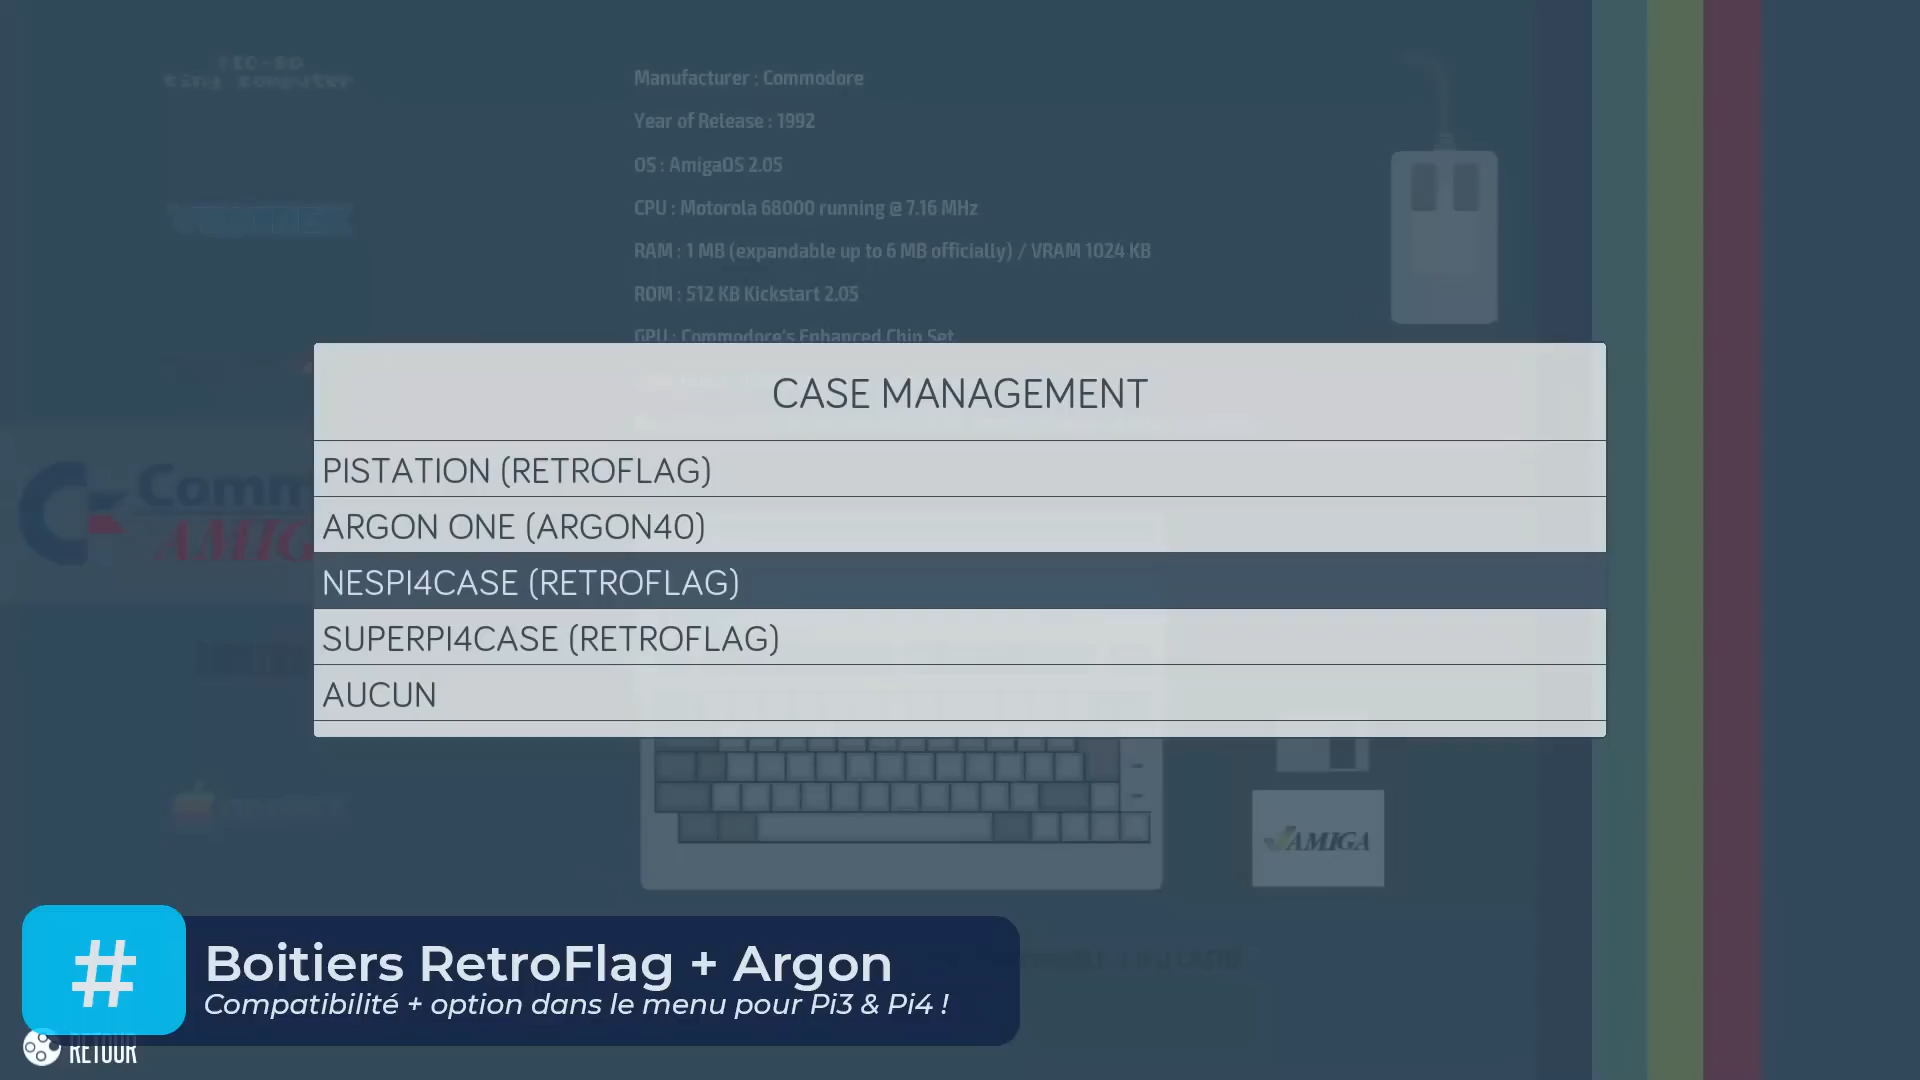 Manufacturer : Commodore
Year of Release : 1992
OS : AmigaOS 2.05
CPU : Motorola 68000 running @ 7.16 MHz
RAM : 1 MB (expandable up to 6 MB officially) / VRAM 1024 KB
ROM : 512 KB Kickstart 2.05
GPU : Commodore's Enhanced Chip Set
CASE MANAGEMENT
PISTATION (RETROFLAG)
ARGON ONE (ARGON40)
NESPI4CASE (RETROFLAG)
SUPERPI4CASE (RETROFLAG)
AUCUN
AMIGA
# Boitiers RetroFlag + Argon
Compatibilité + option dans le menu pour Pi3 & Pi4 !
RETOUR